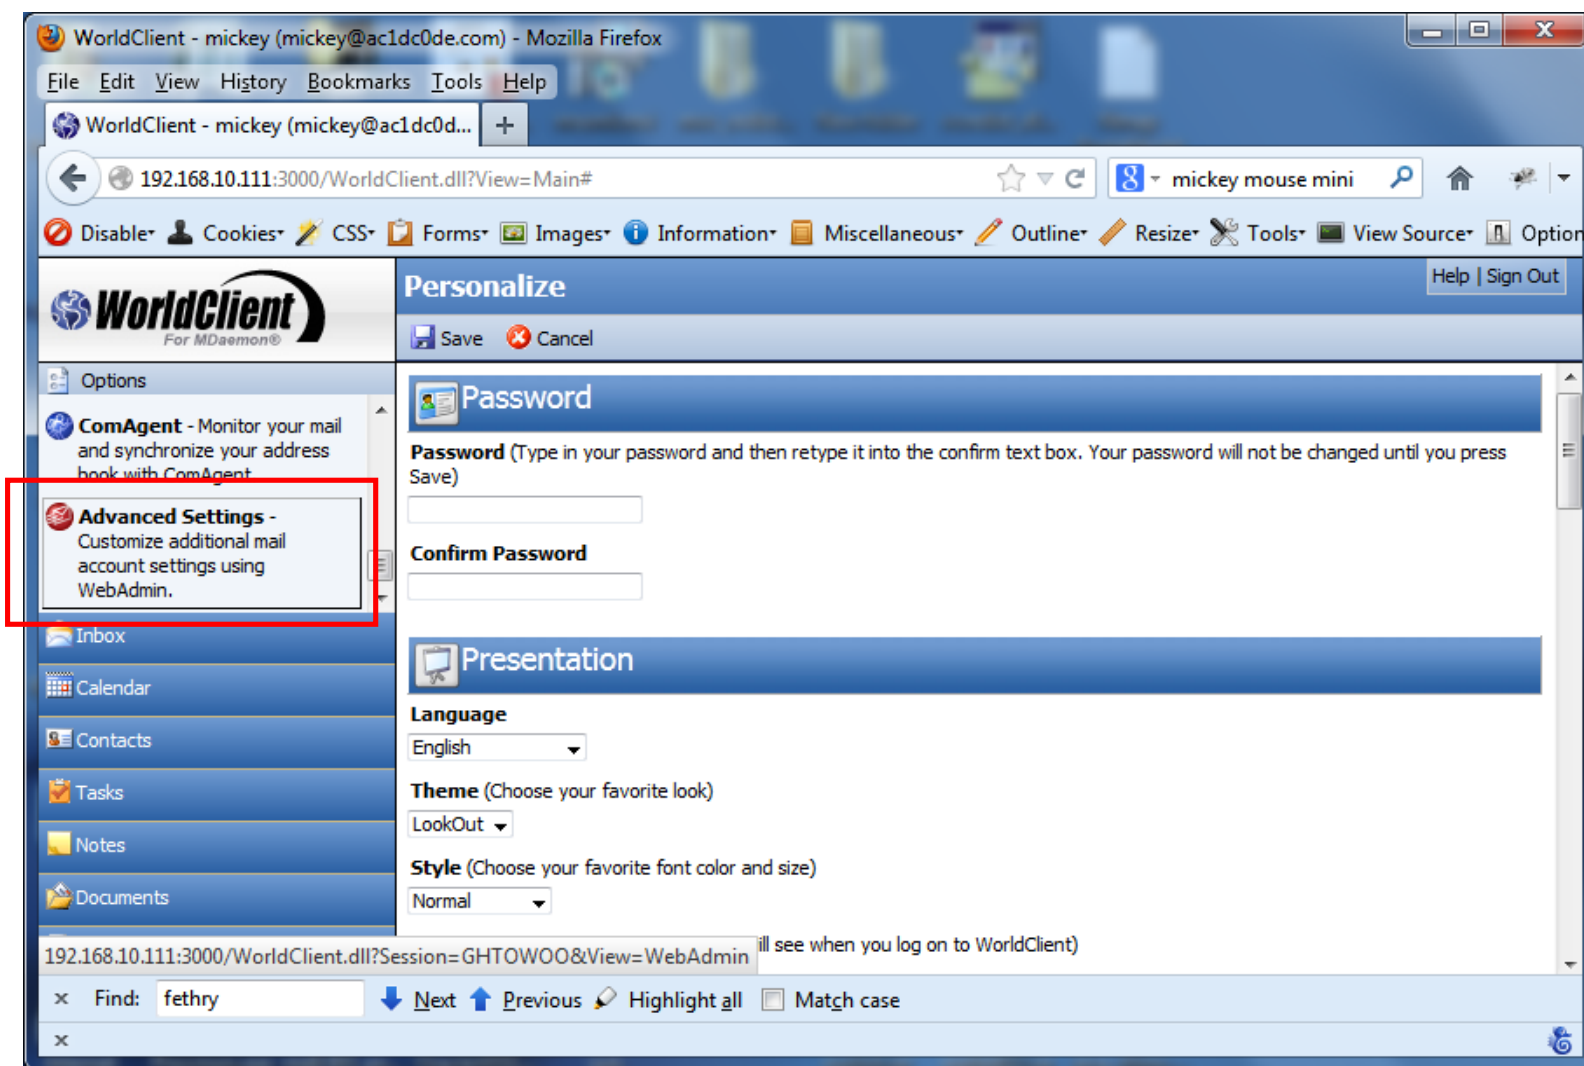 WorldClient - mickey (mickey@ac1dc0de.com) - Mozilla Firefox
File Edit View History Bookmarks Tools Help
WorldClient - mickey (mickey@ac1dc0d... +
192.168.10.111:3000/WorldClient.dll?View=Main#
mickey mouse mini
Disable Cookies CSS Forms Images Information Miscellaneous Outline Resize Tools View Source Option
WorldClient
For MDaemon®
Personalize
Help | Sign Out
Save Cancel
Options
ComAgent - Monitor your mail
and synchronize your address
book with ComAgent
Advanced Settings -
Customize additional mail
account settings using
WebAdmin.
Inbox
Calendar
Contacts
Tasks
Notes
Documents
Password
Password (Type in your password and then retype it into the confirm text box. Your password will not be changed until you press
Save)
Confirm Password
Presentation
Language
English
Theme (Choose your favorite look)
LookOut
Style (Choose your favorite font color and size)
Normal
ill see when you log on to WorldClient)
192.168.10.111:3000/WorldClient.dll?Session=GHTOWOO&View=WebAdmin
x Find: fethry Next Previous Highlight all Match case
x